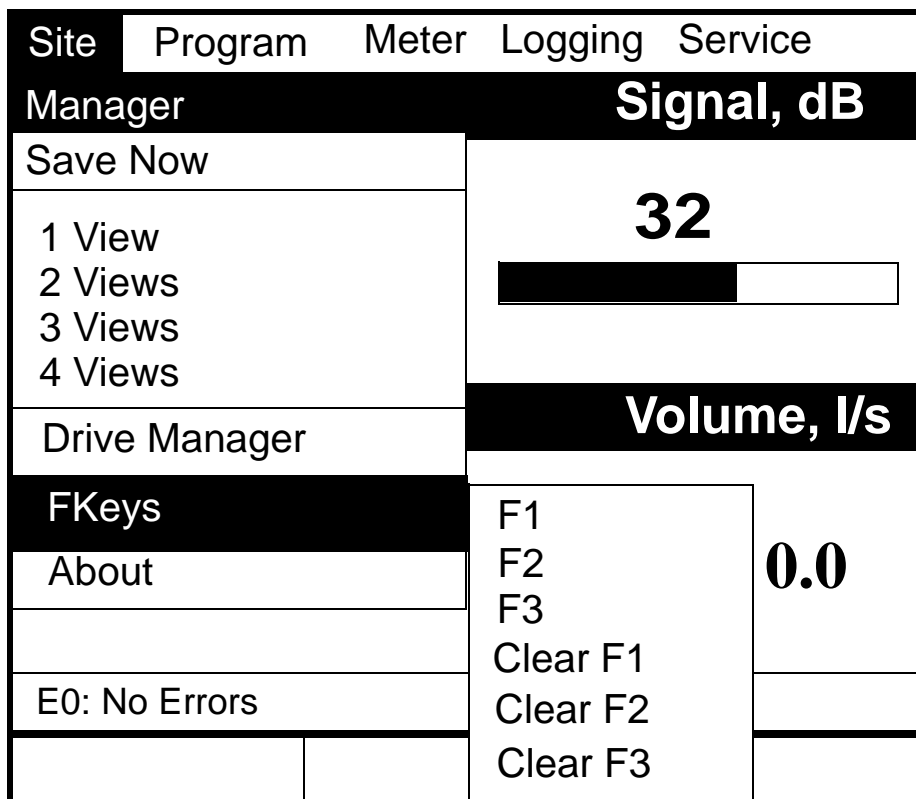 Site Program Meter Logging Service
Manager
Signal, dB
Save Now
32
1 View
2 Views
3 Views
4 Views
Volume, l/s
Drive Manager
FKeys
About
0.0
F1
F2
F3
Clear F1
Clear F2
Clear F3
E0: No Errors